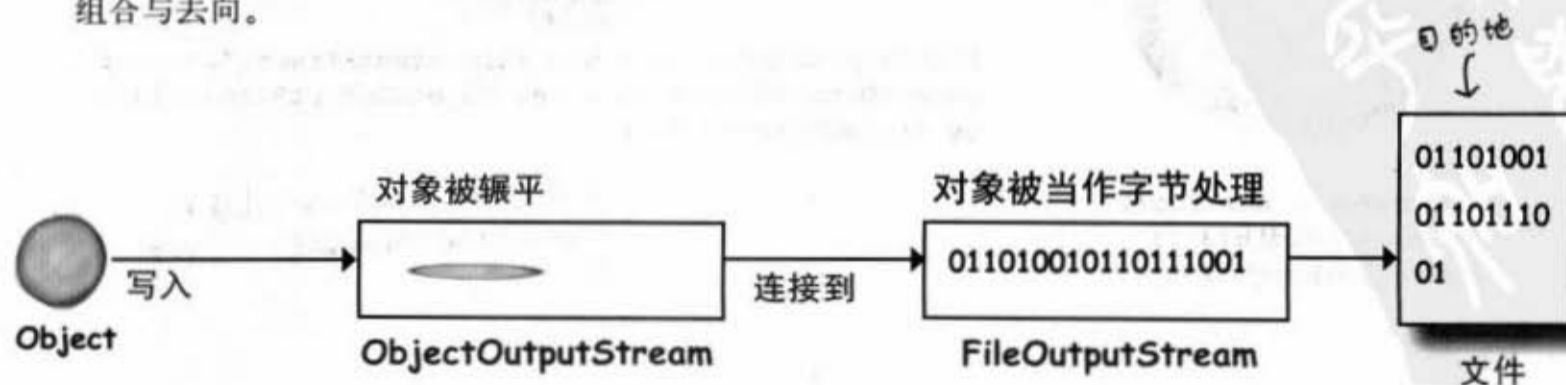 组合与去向。
目的地
对象被辗平
对象被当作字节处理
01101001
01101110
01
011010010110111001
写入
连接到
Object
ObjectOutputStream
FileOutputStream
文件